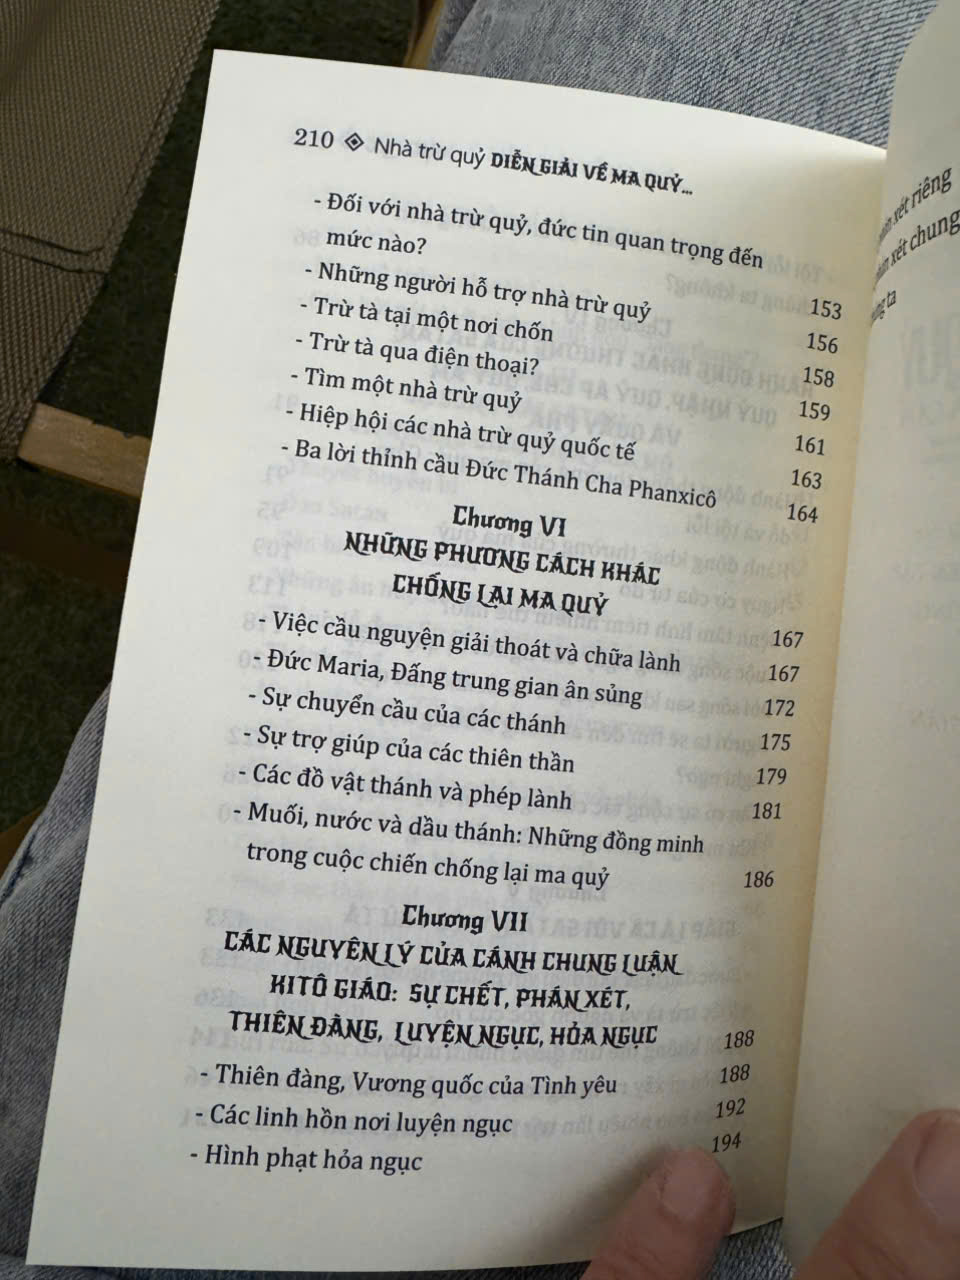 210 ◈ Nhà trừ quỷ DIỄN GIẢI VỀ MA QUỶ...
- Đối với nhà trừ quỷ, đức tin quan trọng đến
mức nào? 153
- Những người hỗ trợ nhà trừ quỷ 156
- Trừ tà tại một nơi chốn 158
- Trừ tà qua điện thoại? 159
- Tìm một nhà trừ quỷ 161
- Hiệp hội các nhà trừ quỷ quốc tế 163
- Ba lời thỉnh cầu Đức Thánh Cha Phanxicô 164
Chương VI
NHỮNG PHƯƠNG CÁCH KHÁC
CHỐNG LẠI MA QUỶ 167
- Việc cầu nguyện giải thoát và chữa lành 167
- Đức Maria, Đấng trung gian ân sủng 172
- Sự chuyển cầu của các thánh 175
- Sự trợ giúp của các thiên thần 179
- Các đồ vật thánh và phép lành 181
- Muối, nước và dầu thánh: Những đồng minh
trong cuộc chiến chống lại ma quỷ 186
Chương VII
CÁC NGUYÊN LÝ CỦA CÁNH CHUNG LUẬN
KITÔ GIÁO: SỰ CHẾT, PHÁN XÉT,
THIÊN ĐÀNG, LUYỆN NGỤC, HỎA NGỤC 188
- Thiên đàng, Vương quốc của Tình yêu 188
- Các linh hồn nơi luyện ngục 192
- Hình phạt hỏa ngục 194
xét riêng
xét chung
ta